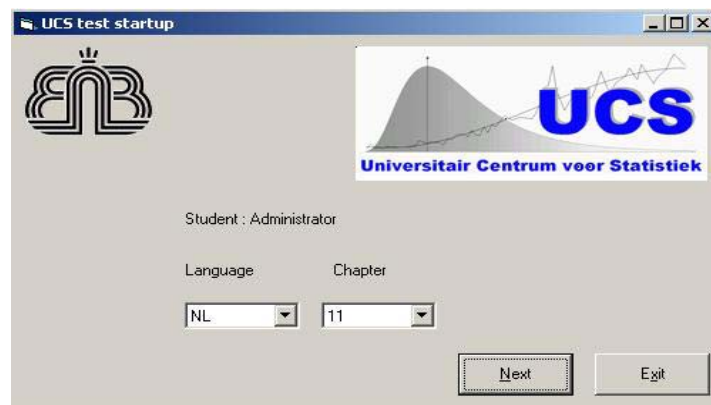 UCS test startup
UCS
Universitair Centrum voor Statistiek
Student : Administrator
Language Chapter
NL 11
Next Exit